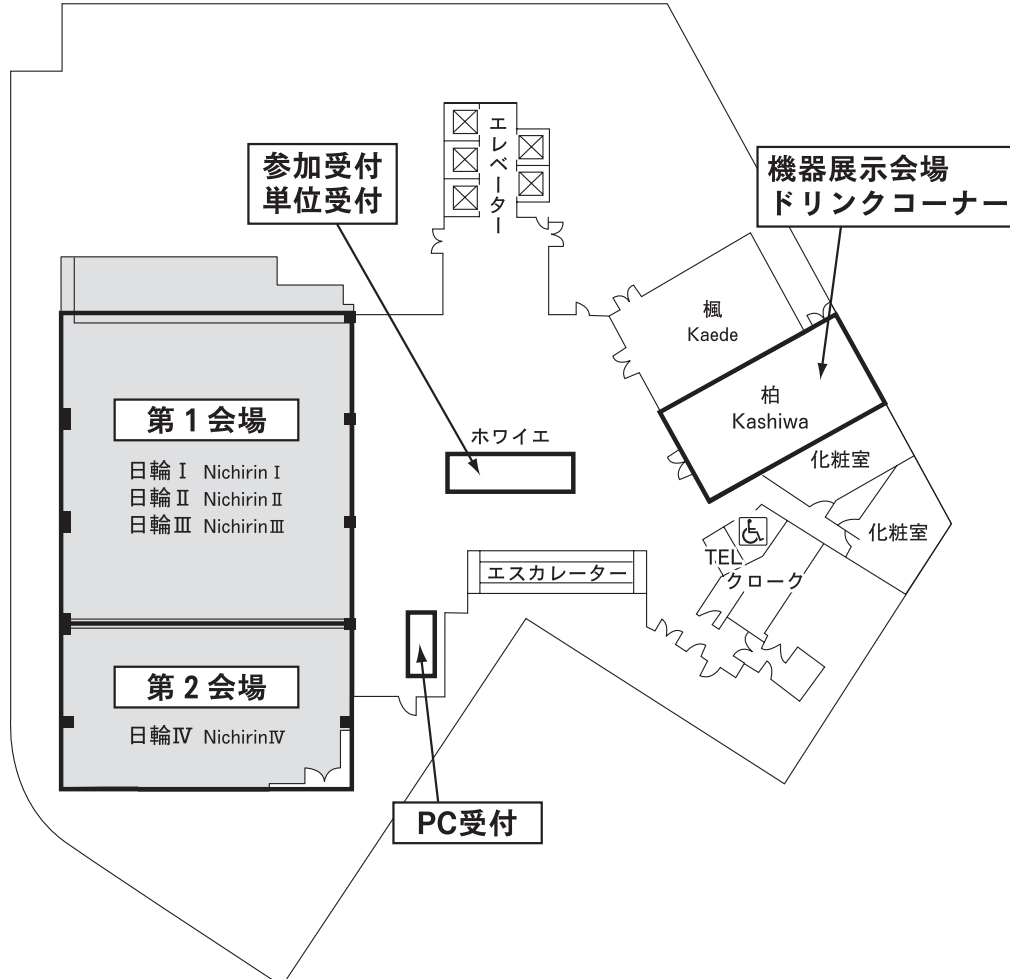 エレベーター
参加受付
単位受付
機器展示会場
ドリンクコーナー
楓
Kaede
柏
Kashiwa
第1会場
日輪Ⅰ Nichirin Ⅰ
日輪Ⅱ Nichirin Ⅱ
日輪Ⅲ Nichirin Ⅲ
ホワイエ
化粧室
化粧室
TEL
クローク
エスカレーター
第2会場
日輪Ⅳ Nichirin Ⅳ
PC受付